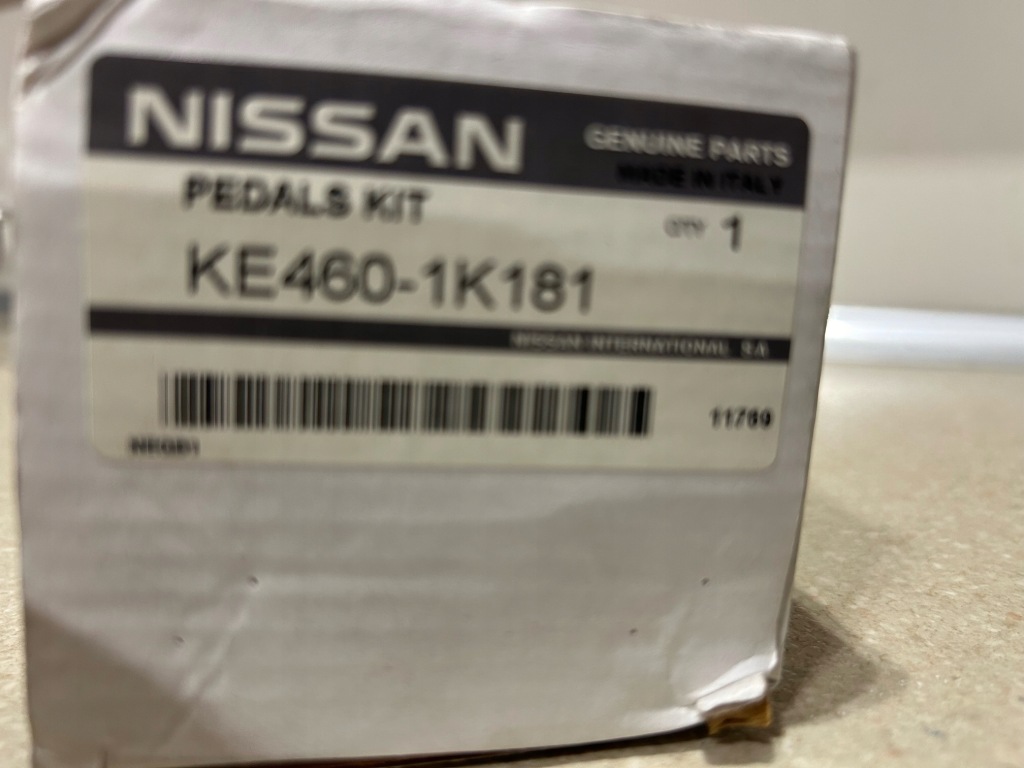 NISSAN
GENUINE PARTS
MADE IN ITALY
PEDALS KIT
QTY 1
KE460-1K181
NISSAN INTERNATIONAL SA
11769